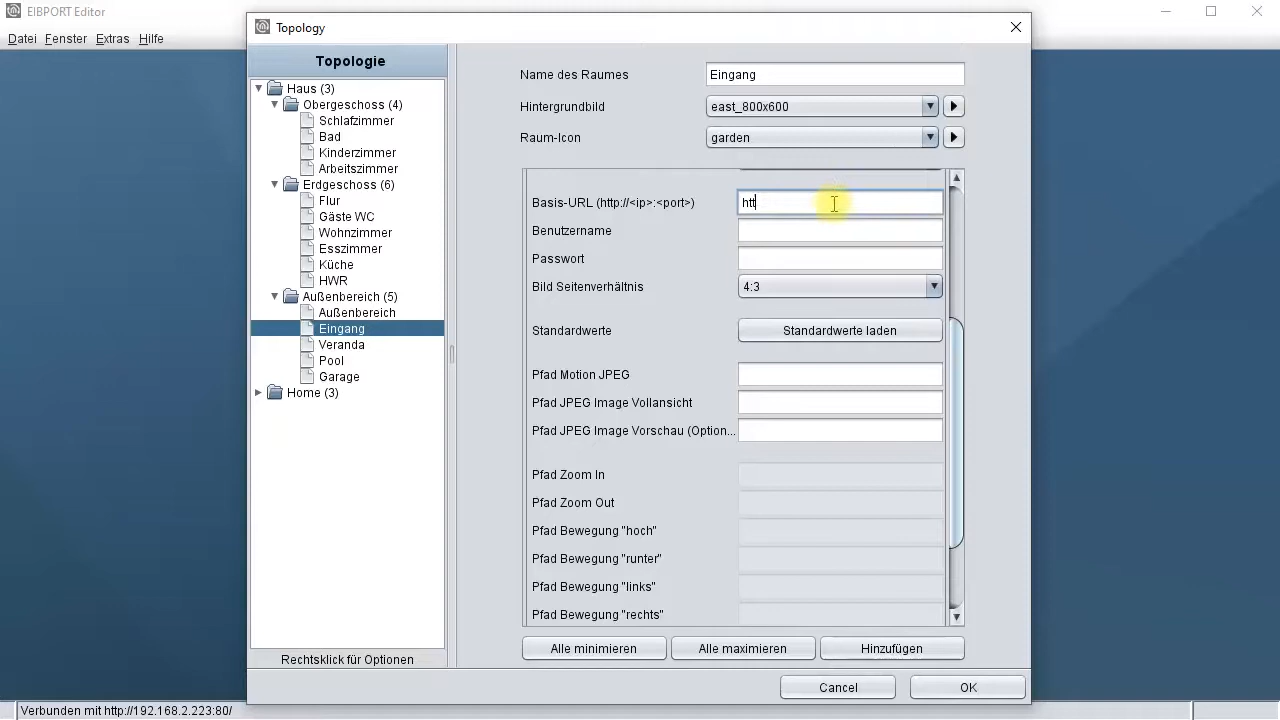 EIBPORT Editor
Datei Fenster Extras Hilfe
Topology
Topologie
Haus (3)
Obergeschoss (4)
Schlafzimmer
Bad
Kinderzimmer
Arbeitszimmer
Erdgeschoss (6)
Flur
Gäste WC
Wohnzimmer
Esszimmer
Küche
HWR
Außenbereich (5)
Außenbereich
Eingang
Veranda
Pool
Garage
Home (3)
Rechtsklick für Optionen
Name des Raumes Eingang
Hintergrundbild east_800x600
Raum-Icon garden
Basis-URL (http://<ip>:<port>) htt
Benutzername
Passwort
Bild Seitenverhältnis 4:3
Standardwerte Standardwerte laden
Pfad Motion JPEG
Pfad JPEG Image Vollansicht
Pfad JPEG Image Vorschau (Option...
Pfad Zoom In
Pfad Zoom Out
Pfad Bewegung "hoch"
Pfad Bewegung "runter"
Pfad Bewegung "links"
Pfad Bewegung "rechts"
Alle minimieren Alle maximieren Hinzufügen
Cancel OK
Verbunden mit http://192.168.2.223:80/